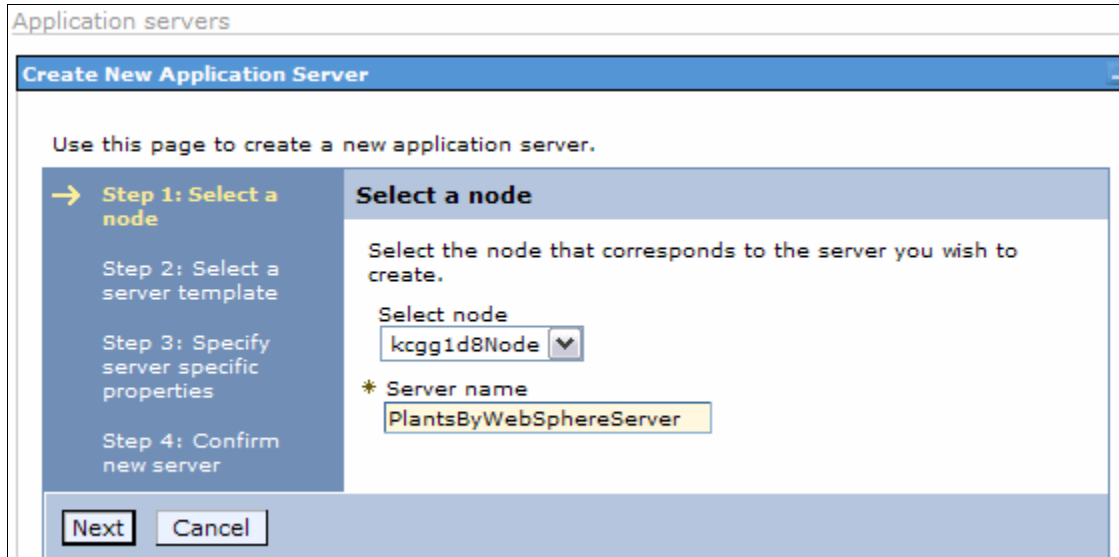 Application servers
Create New Application Server
Use this page to create a new application server.
Step 1: Select a
node
Step 2: Select a
server template
Step 3: Specify
server specific
properties
Step 4: Confirm
new server
Select a node
Select the node that corresponds to the server you wish to
create.
Select node
kcgg1d8Node
* Server name
PlantsByWebSphereServer
Next Cancel